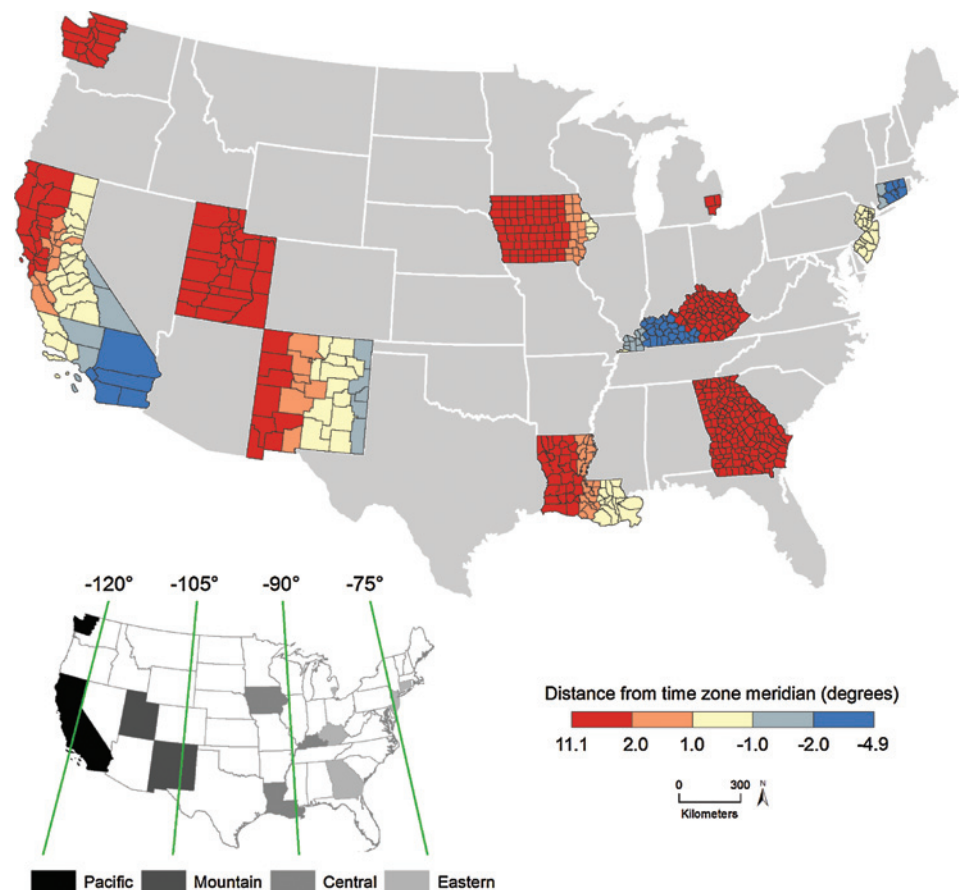 -120° -105° -90° -75°
Distance from time zone meridian (degrees)
11.1 2.0 1.0 -1.0 -2.0 -4.9
0 300 N
Kilometers
Pacific Mountain Central Eastern